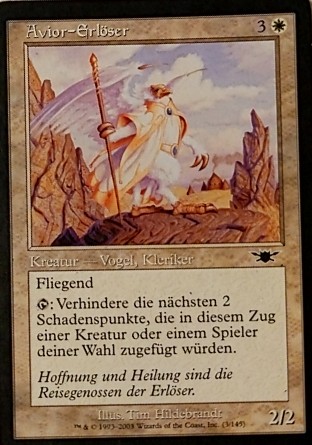 Avior-Erlöser 3
Kreatur — Vogel, Kleriker
Fliegend
: Verhindere die nächsten 2
Schadenspunkte, die in diesem Zug
einer Kreatur oder einem Spieler
deiner Wahl zugefügt würden.
Hoffnung und Heilung sind die
Reisegenossen der Erlöser.
Illus. Tim Hildebrandt
™ & © 1993-2003 Wizards of the Coast, Inc. (3/145)
2/2